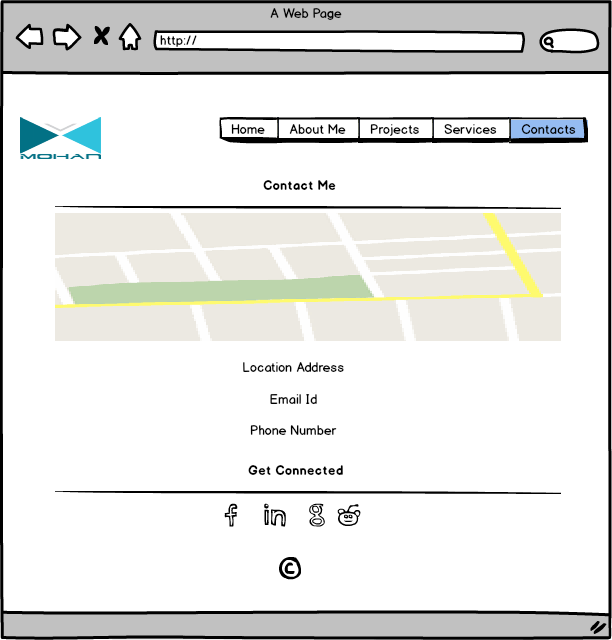 A Web Page
http://
MOHAN
Home About Me Projects Services Contacts
Contact Me
Location Address
Email Id
Phone Number
Get Connected
f in g
©